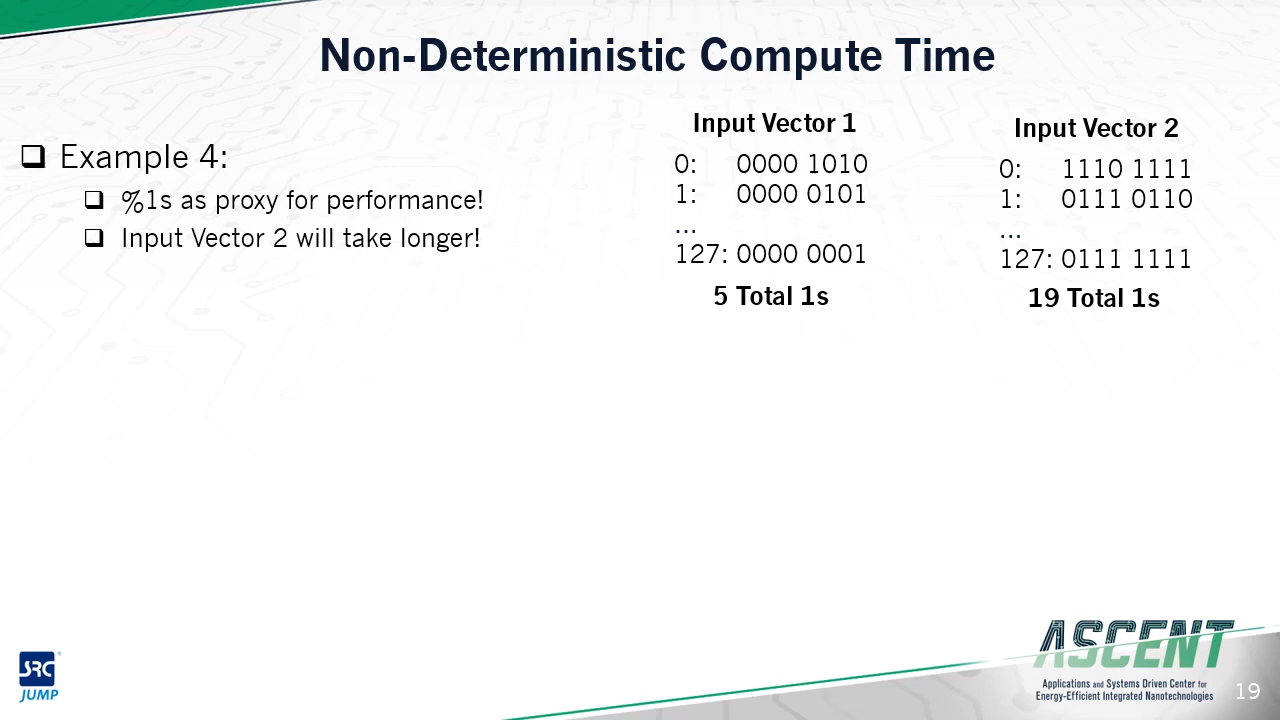 Non-Deterministic Compute Time
Example 4:
%1s as proxy for performance!
Input Vector 2 will take longer!
Input Vector 1
0: 0000 1010
1: 0000 0101
...
127: 0000 0001
5 Total 1s
Input Vector 2
0: 1110 1111
1: 0111 0110
...
127: 0111 1111
19 Total 1s
SRC®
JUMP
ASCENT
Applications and Systems Driven Center for
Energy-Efficient Integrated Nanotechnologies
19